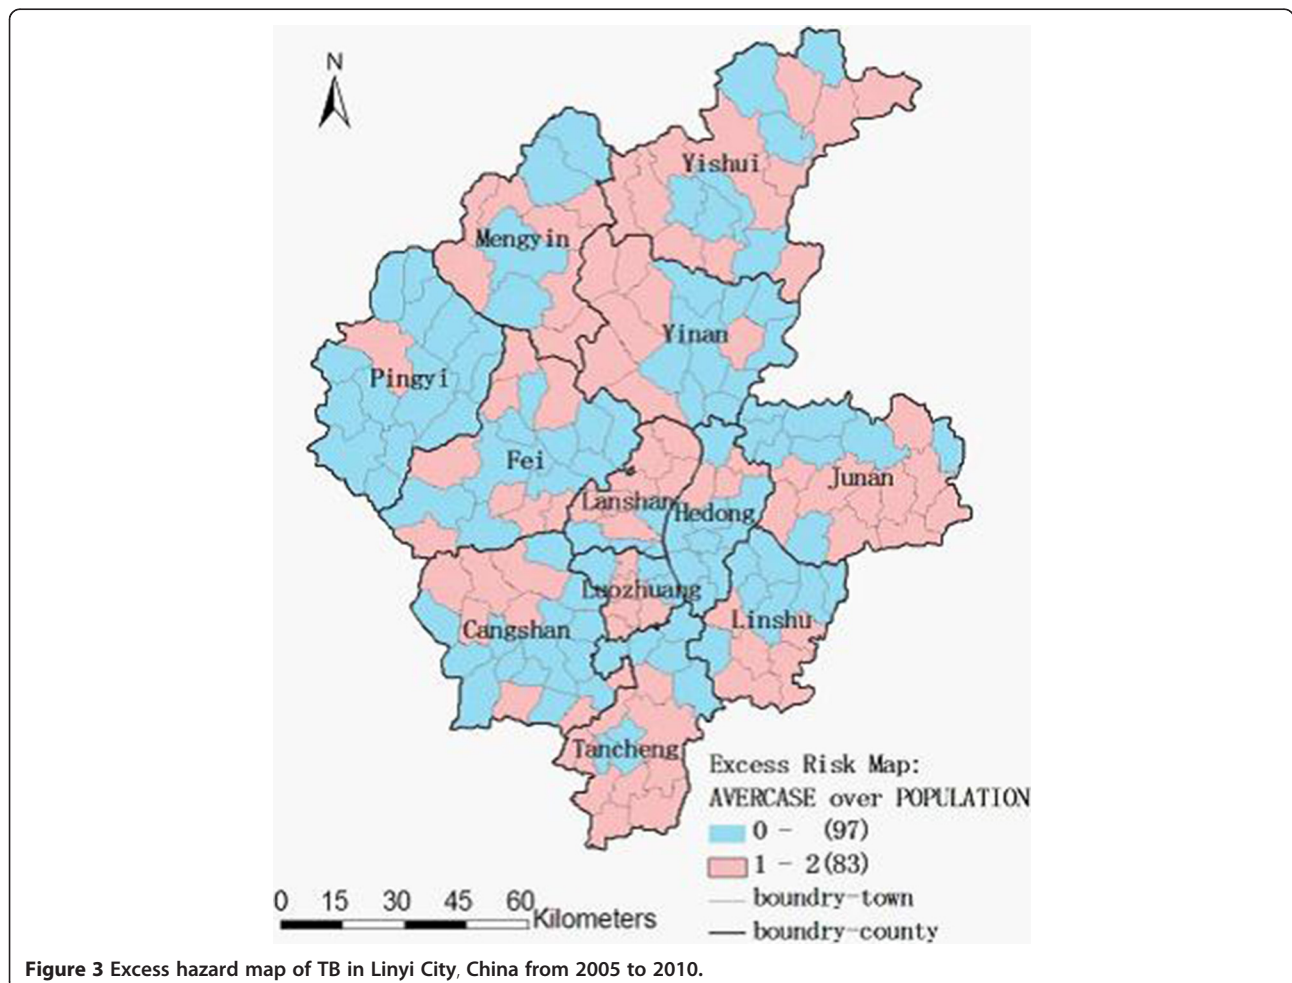 N
Yishui
Mengyin
Yinan
Pingyi
Fei
Junan
Lanshan
Hedong
Luozhuang
Linshu
Cangshan
Tancheng
Excess Risk Map:
AVERCASE over POPULATION
0 - (97)
1 - 2(83)
boundry-town
boundry-county
0 15 30 45 60
Kilometers
Figure 3 Excess hazard map of TB in Linyi City, China from 2005 to 2010.